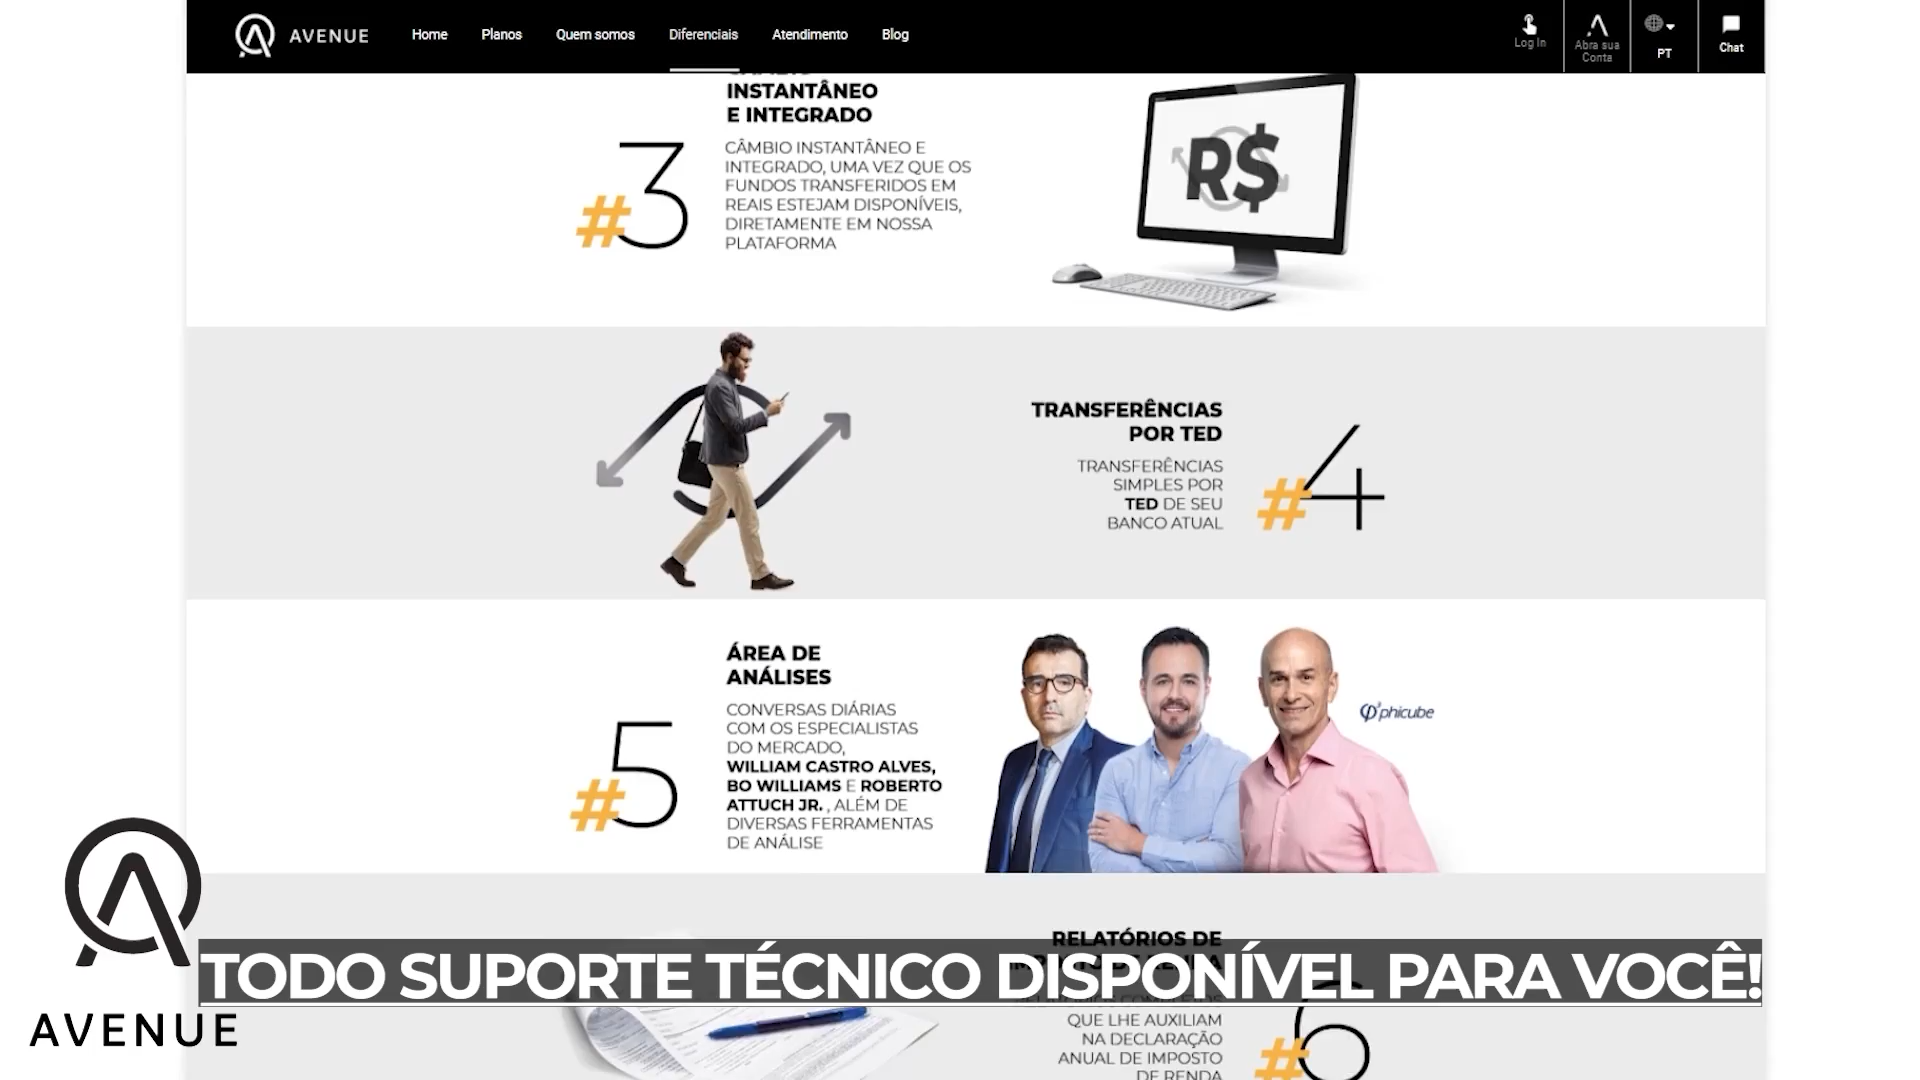 AVENUE
Home
Planos
Quem somos
Diferenciais
Atendimento
Blog
Log In
Abra sua
Conta
PT
Chat
INSTANTÂNEO
E INTEGRADO
#3
CÂMBIO INSTANTÂNEO E
INTEGRADO, UMA VEZ QUE OS
FUNDOS TRANSFERIDOS EM
REAIS ESTEJAM DISPONÍVEIS,
DIRETAMENTE EM NOSSA
PLATAFORMA
R$
TRANSFERÊNCIAS
POR TED
TRANSFERÊNCIAS
SIMPLES POR
TED DE SEU
BANCO ATUAL
#4
ÁREA DE
ANÁLISES
#5
CONVERSAS DIÁRIAS
COM OS ESPECIALISTAS
DO MERCADO,
WILLIAM CASTRO ALVES,
BO WILLIAMS E ROBERTO
ATTUCH JR. , ALÉM DE
DIVERSAS FERRAMENTAS
DE ANÁLISE
phicube
RELATÓRIOS DE
TODO SUPORTE TÉCNICO DISPONÍVEL PARA VOCÊ!
QUE LHE AUXILIAM
NA DECLARAÇÃO
ANUAL DE IMPOSTO
DE RENDA
#6
AVENUE